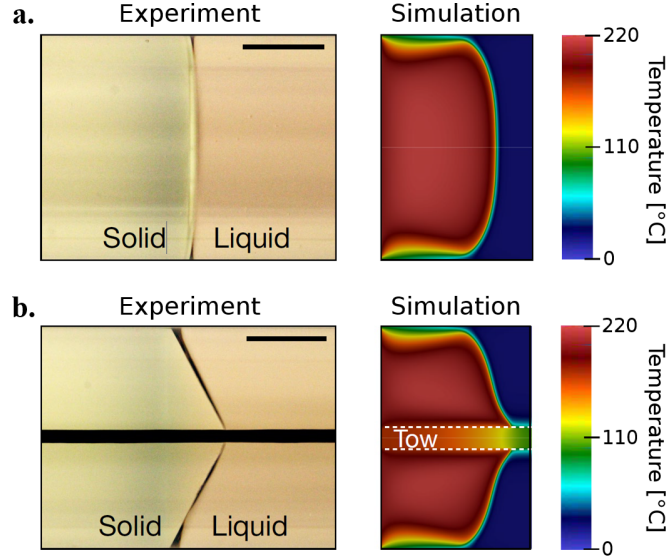 a.
Experiment
Simulation
Solid
Liquid
220
110
0
Temperature [°C]
b.
Experiment
Simulation
Solid
Liquid
Tow
220
110
0
Temperature [°C]